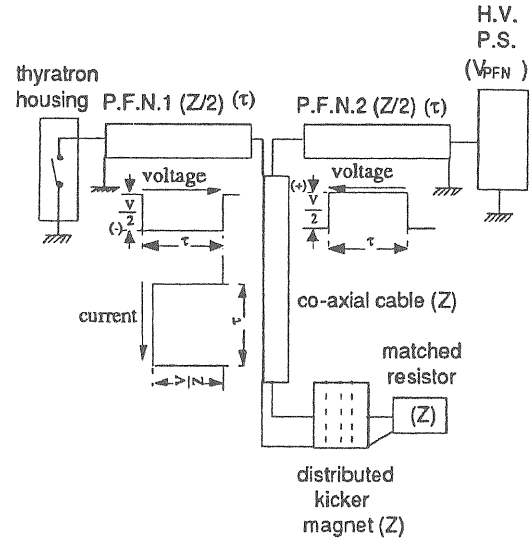 H.V.
P.S.
(VPFN )
thyratron
housing
P.F.N.1 (Z/2) (τ)
P.F.N.2 (Z/2) (τ)
voltage
V
2
(-)
τ
(+)
voltage
V
2
τ
current
τ
V/Z
co-axial cable (Z)
matched
resistor
(Z)
distributed
kicker
magnet (Z)